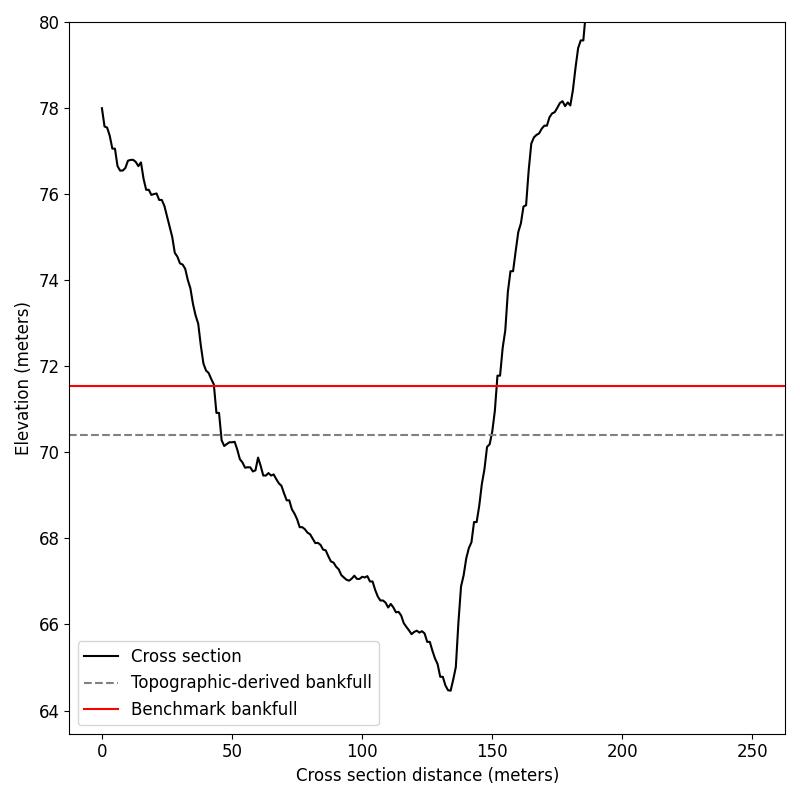 80
78
76
74
72
70
68
66
64
Elevation (meters)
Cross section
Topographic-derived bankfull
Benchmark bankfull
0 50 100 150 200 250
Cross section distance (meters)